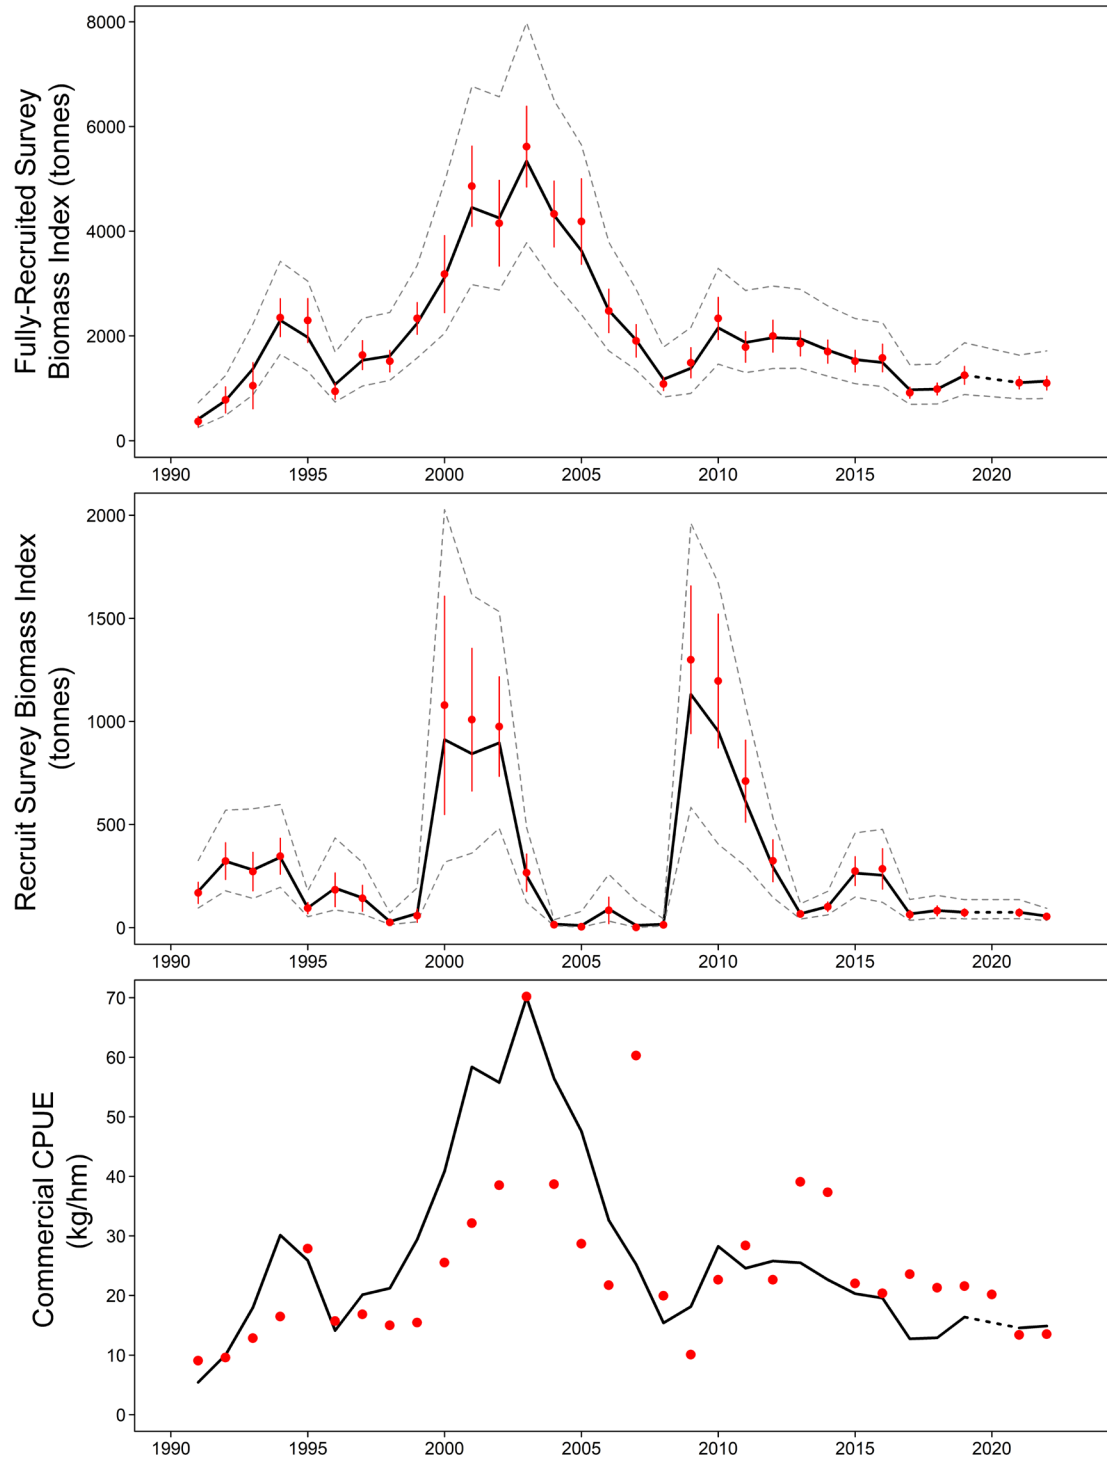 Fully-Recruited Survey
Biomass Index (tonnes)
8000
6000
4000
2000
0
1990 1995 2000 2005 2010 2015 2020
Recruit Survey Biomass Index
(tonnes)
2000
1500
1000
500
0
1990 1995 2000 2005 2010 2015 2020
Commercial CPUE
(kg/hm)
70
60
50
40
30
20
10
0
1990 1995 2000 2005 2010 2015 2020